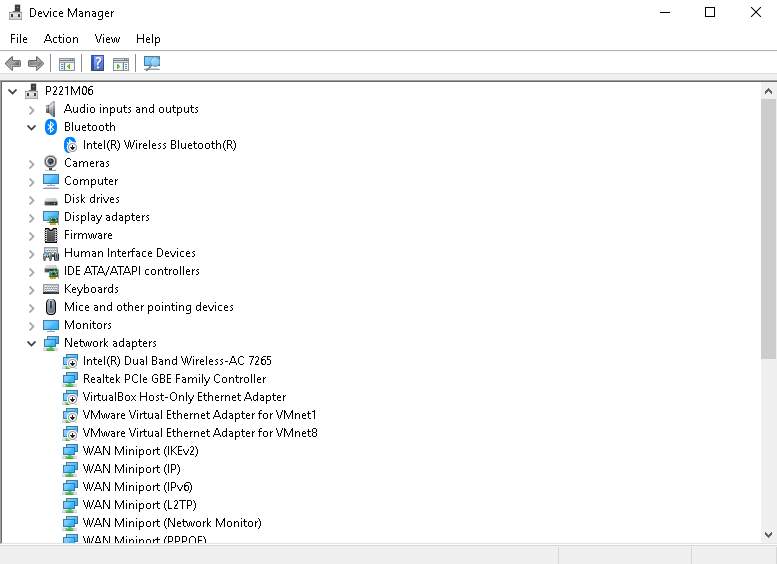 Device Manager
File Action View Help
P221M06
Audio inputs and outputs
Bluetooth
Intel(R) Wireless Bluetooth(R)
Cameras
Computer
Disk drives
Display adapters
Firmware
Human Interface Devices
IDE ATA/ATAPI controllers
Keyboards
Mice and other pointing devices
Monitors
Network adapters
Intel(R) Dual Band Wireless-AC 7265
Realtek PCIe GBE Family Controller
VirtualBox Host-Only Ethernet Adapter
VMware Virtual Ethernet Adapter for VMnet1
VMware Virtual Ethernet Adapter for VMnet8
WAN Miniport (IKEv2)
WAN Miniport (IP)
WAN Miniport (IPv6)
WAN Miniport (L2TP)
WAN Miniport (Network Monitor)
WAN Miniport (PPPOE)